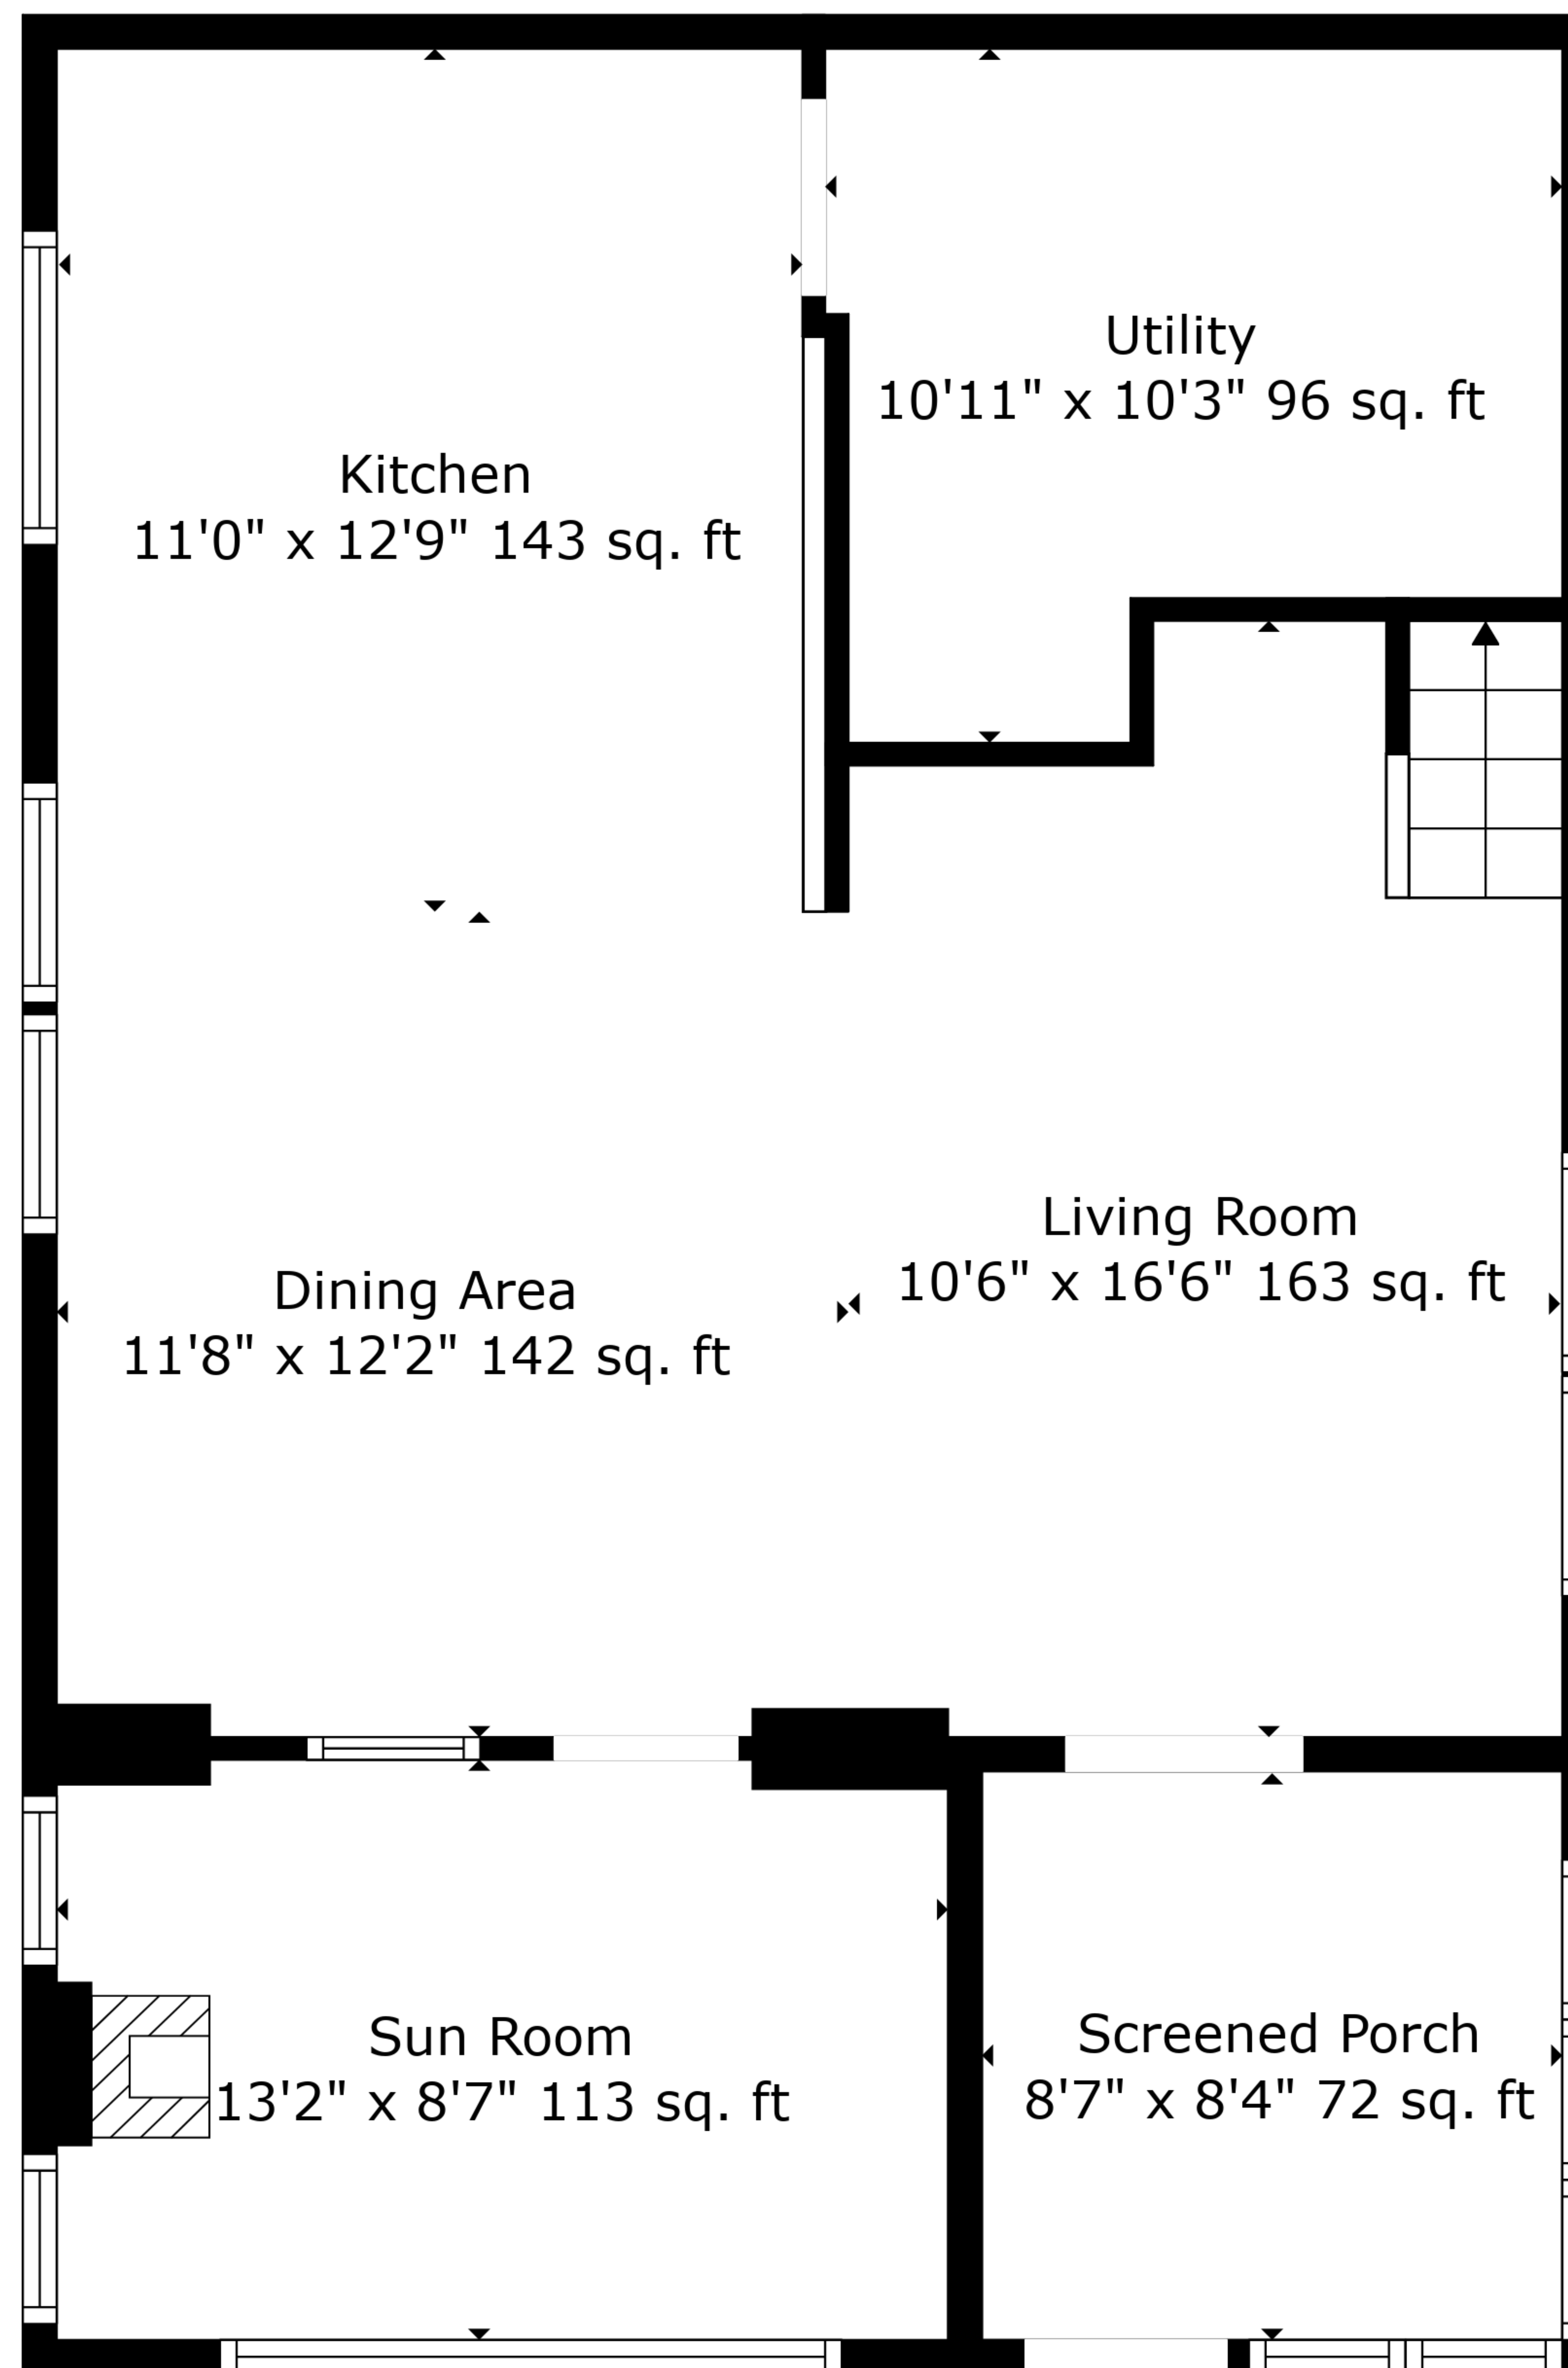 Utility
10'11" x 10'3" 96 sq. ft
Kitchen
11'0" x 12'9" 143 sq. ft
Living Room
10'6" x 16'6" 163 sq. ft
Dining Area
11'8" x 12'2" 142 sq. ft
Sun Room
13'2" x 8'7" 113 sq. ft
Screened Porch
8'7" x 8'4" 72 sq. ft